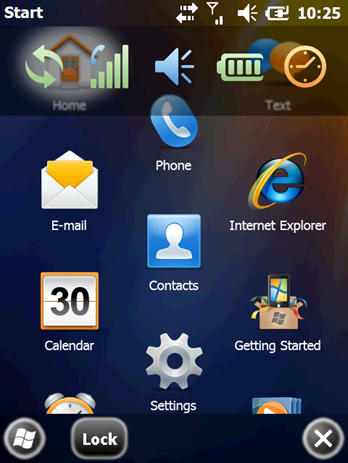 Start 10:25
Home Text
Phone
E-mail Internet Explorer
Contacts
30
Calendar Getting Started
Settings
Lock